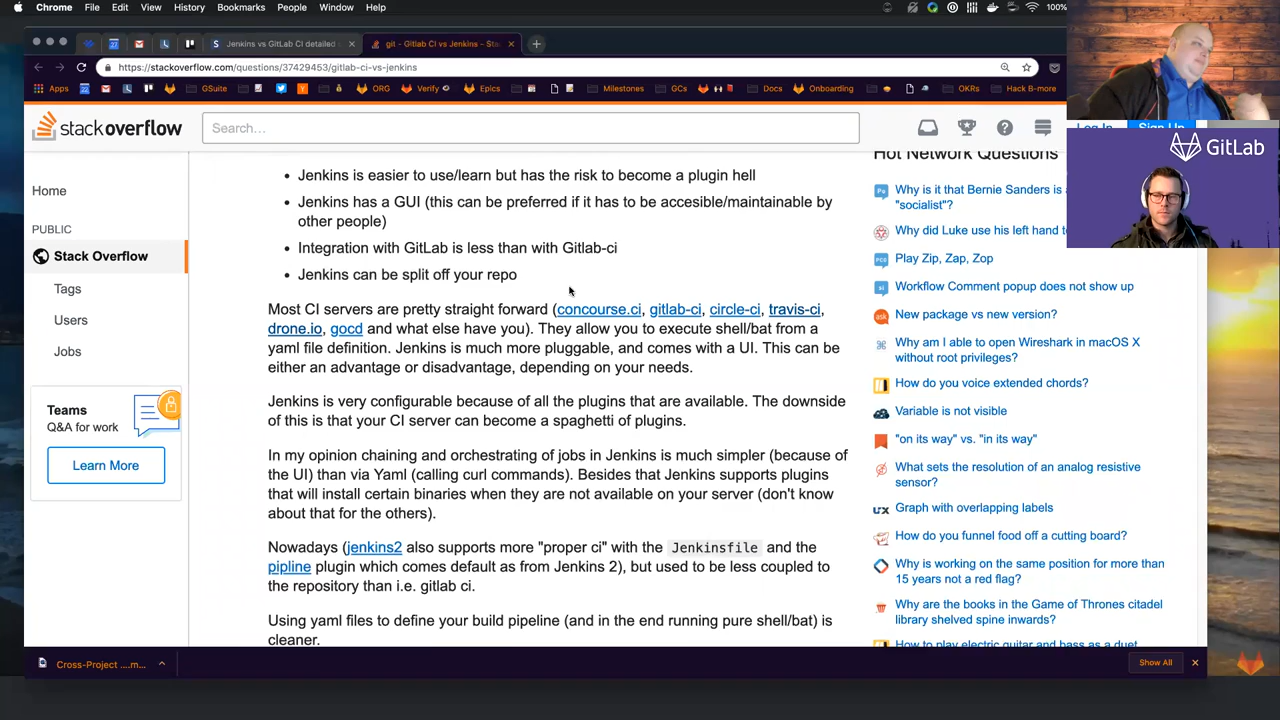 Chrome File Edit View History Bookmarks People Window Help 100%
Jenkins vs GitLab CI detailed
git - Gitlab CI vs Jenkins - Sta
https://stackoverflow.com/questions/37429453/gitlab-ci-vs-jenkins
Apps GSuite ORG Verify Epics Milestones GCs Docs Onboarding OKRs Hack B-more
stackoverflow
Search…
Log In Sign Up
GitLab
Home
PUBLIC
Stack Overflow
Tags
Users
Jobs
Teams
Q&A for work
Learn More
• Jenkins is easier to use/learn but has the risk to become a plugin hell
• Jenkins has a GUI (this can be preferred if it has to be accesible/maintainable by
other people)
• Integration with GitLab is less than with Gitlab-ci
• Jenkins can be split off your repo
Most CI servers are pretty straight forward (concourse.ci, gitlab-ci, circle-ci, travis-ci,
drone.io, gocd and what else have you). They allow you to execute shell/bat from a
yaml file definition. Jenkins is much more pluggable, and comes with a UI. This can be
either an advantage or disadvantage, depending on your needs.
Jenkins is very configurable because of all the plugins that are available. The downside
of this is that your CI server can become a spaghetti of plugins.
In my opinion chaining and orchestrating of jobs in Jenkins is much simpler (because of
the UI) than via Yaml (calling curl commands). Besides that Jenkins supports plugins
that will install certain binaries when they are not available on your server (don't know
about that for the others).
Nowadays (jenkins2 also supports more "proper ci" with the Jenkinsfile and the
pipline plugin which comes default as from Jenkins 2), but used to be less coupled to
the repository than i.e. gitlab ci.
Using yaml files to define your build pipeline (and in the end running pure shell/bat) is
cleaner.
Hot Network Questions
Why is it that Bernie Sanders is
"socialist"?
Why did Luke use his left hand
Play Zip, Zap, Zop
Workflow Comment popup does not show up
New package vs new version?
Why am I able to open Wireshark in macOS X
without root privileges?
How do you voice extended chords?
Variable is not visible
"on its way" vs. "in its way"
What sets the resolution of an analog resistive
sensor?
Graph with overlapping labels
How do you funnel food off a cutting board?
Why is working on the same position for more than
15 years not a red flag?
Why are the books in the Game of Thrones citadel
library shelved spine inwards?
How to play electric guitar and bass as a duet
Cross-Project ....m...
Show All